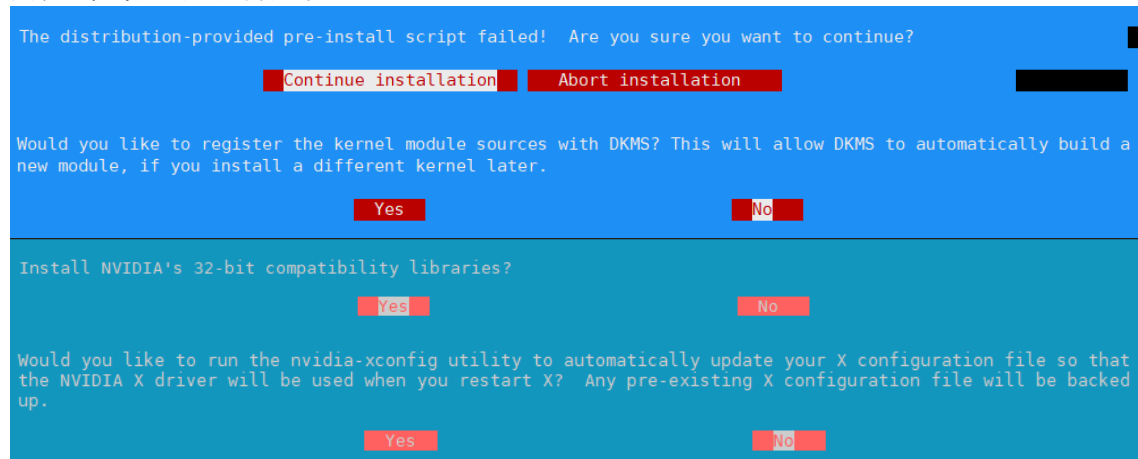 The distribution-provided pre-install script failed!  Are you sure you want to continue?
Continue installation Abort installation
Would you like to register the kernel module sources with DKMS? This will allow DKMS to automatically build a
new module, if you install a different kernel later.
Yes No
Install NVIDIA's 32-bit compatibility libraries?
Yes No
Would you like to run the nvidia-xconfig utility to automatically update your X configuration file so that
the NVIDIA X driver will be used when you restart X?  Any pre-existing X configuration file will be backed
up.
Yes No